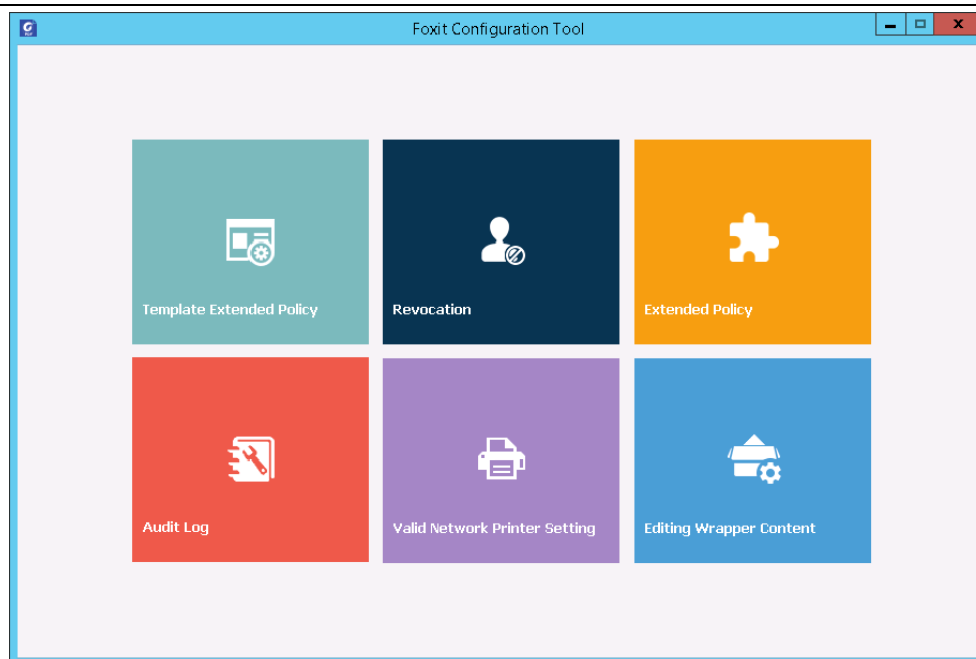 Foxit Configuration Tool
Template Extended Policy
Revocation
Extended Policy
Audit Log
Valid Network Printer Setting
Editing Wrapper Content